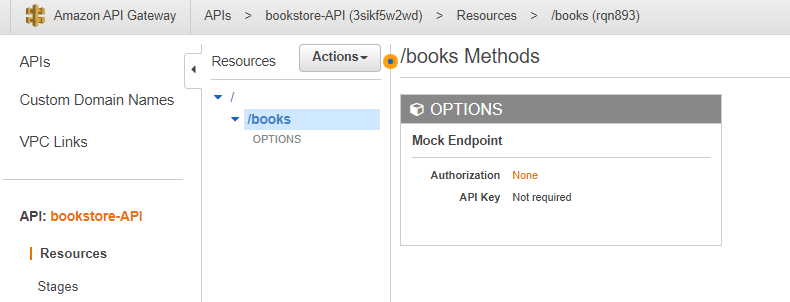 Amazon API Gateway APIs > bookstore-API (3sikf5w2wd) > Resources > /books (rqn893)
APIs
Custom Domain Names
VPC Links
API: bookstore-API
Resources
Stages
Resources Actions
/
/books
OPTIONS
/books Methods
OPTIONS
Mock Endpoint
Authorization None
API Key Not required